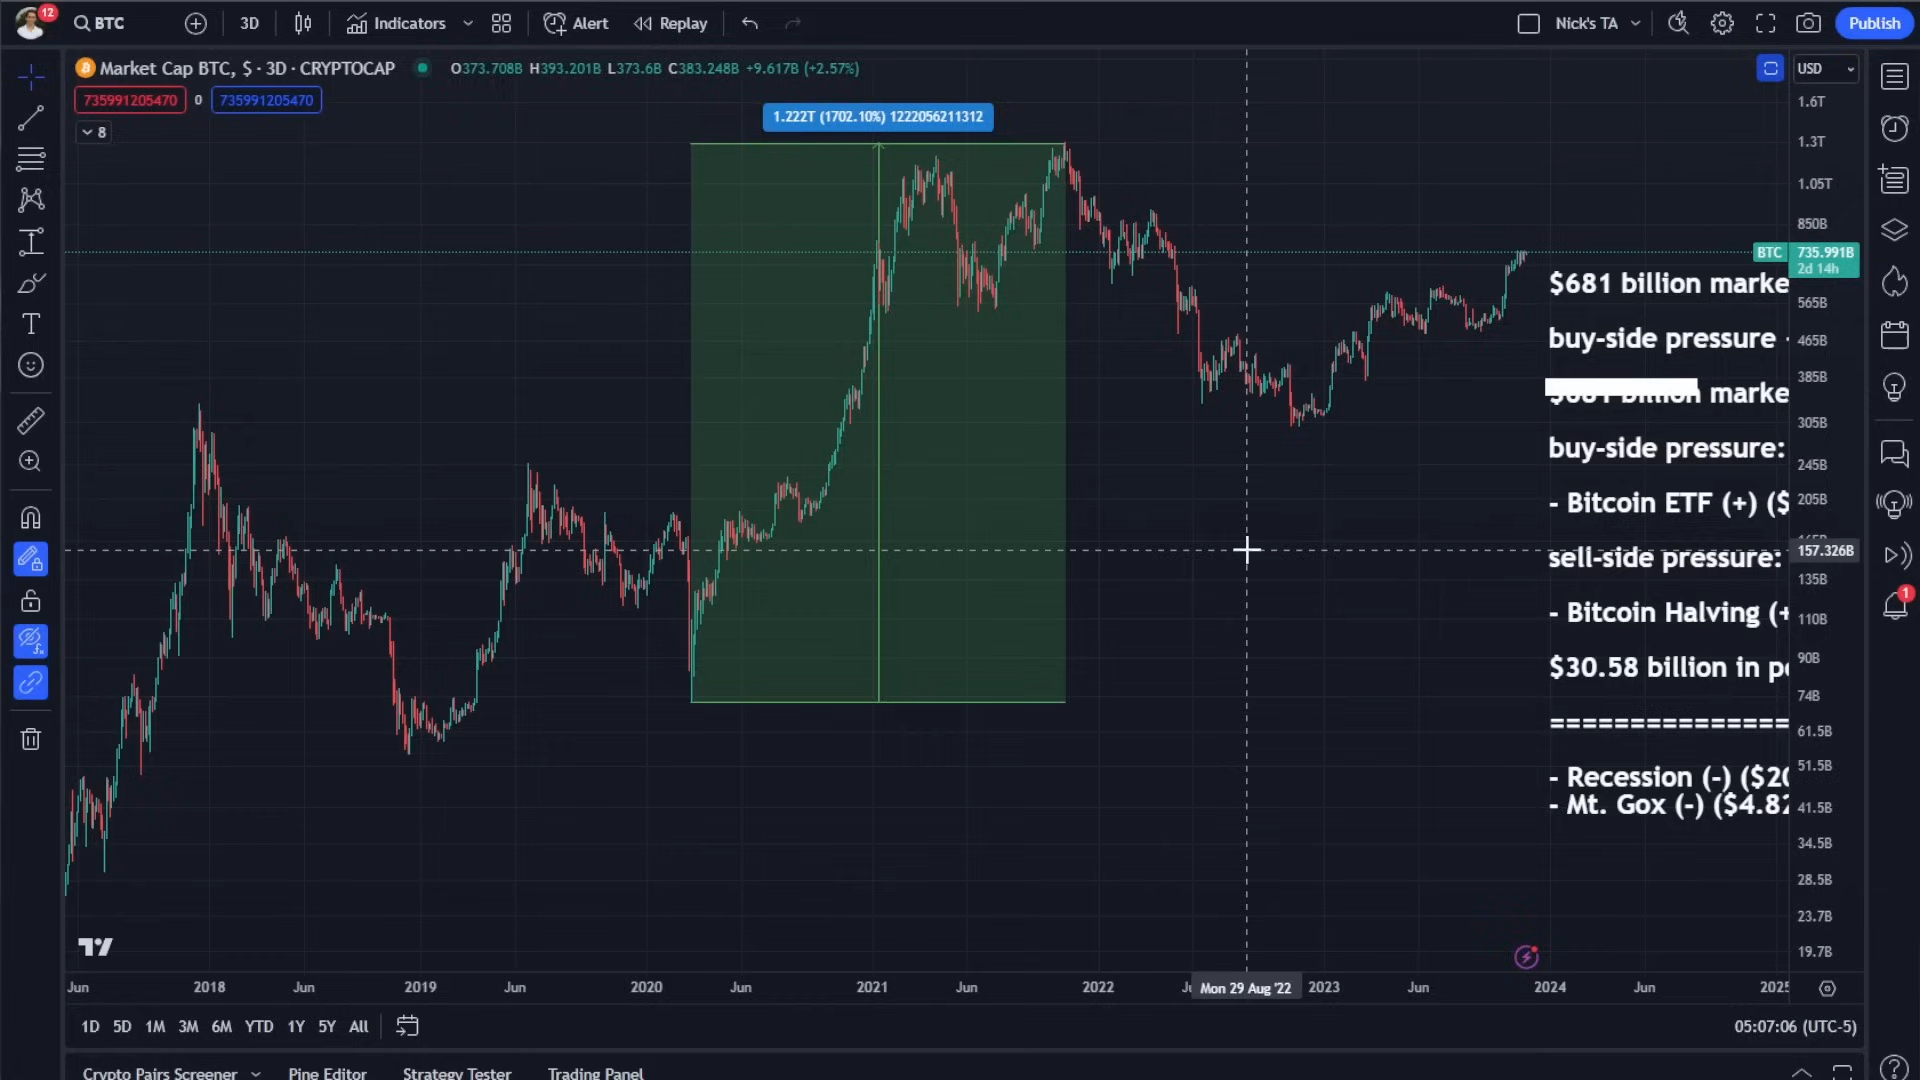 12
BTC
3D
Indicators
Alert
Replay
Nick's TA
Publish
Market Cap BTC, $ · 3D · CRYPTOCAP
O373.708B H393.201B L373.6B C383.248B +9.617B (+2.57%)
USD
735991205470 0 735991205470
8
1.222T (1702.10%) 1222056211312
1.6T
1.3T
1.05T
850B
BTC 735.991B
2d 14h
565B
465B
385B
305B
245B
205B
157.326B
135B
110B
90B
74B
61.5B
51.5B
41.5B
34.5B
28.5B
23.7B
19.7B
$681 billion marke
buy-side pressure
marke
buy-side pressure:
- Bitcoin ETF (+) ($
sell-side pressure:
- Bitcoin Halving (+
$30.58 billion in
===============
- Recession (-) ($20
- Mt. Gox (-) ($4.82
1
Jun 2018 Jun 2019 Jun 2020 Jun 2021 Jun 2022 Mon 29 Aug '22 2023 Jun 2024 Jun 2025
1D 5D 1M 3M 6M YTD 1Y 5Y All
05:07:06 (UTC-5)
Crypto Pairs Screener Pine Editor Strategy Tester Trading Panel